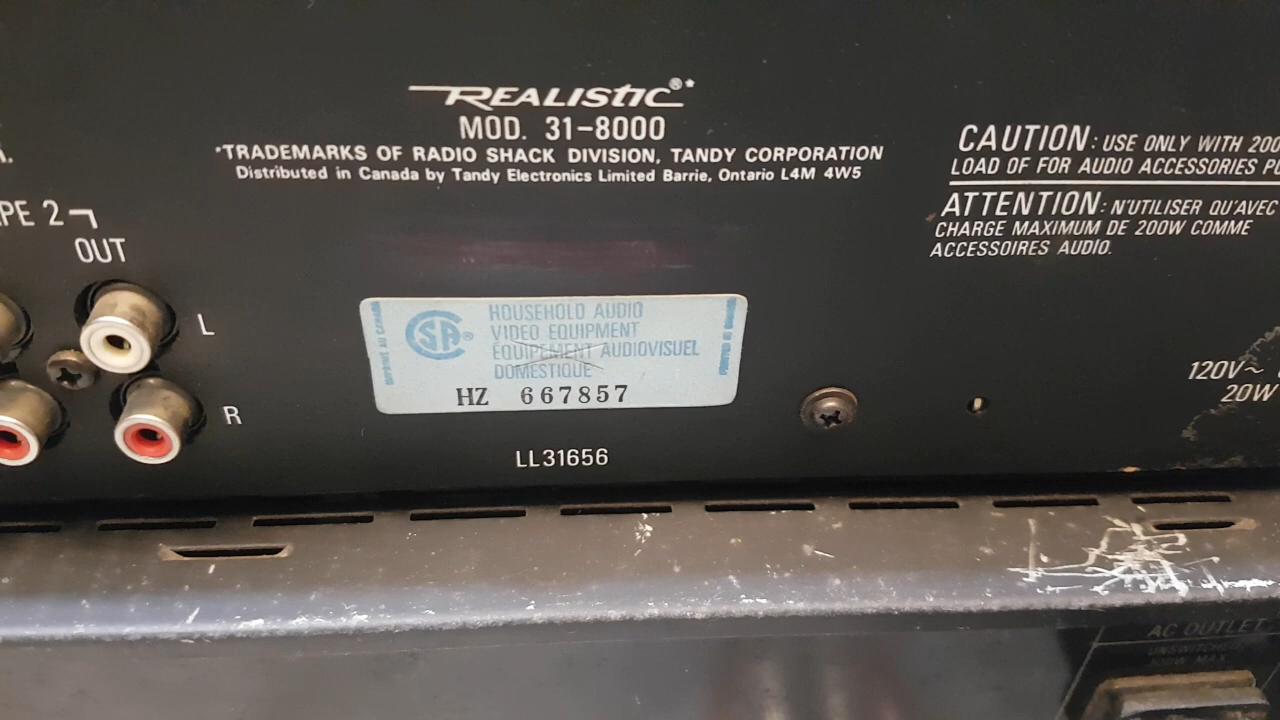 REALISTIC®*
MOD. 31-8000
*TRADEMARKS OF RADIO SHACK DIVISION, TANDY CORPORATION
Distributed in Canada by Tandy Electronics Limited Barrie, Ontario L4M 4W5
CAUTION: USE ONLY WITH 200
LOAD OF FOR AUDIO ACCESSORIES
ATTENTION: N'UTILISER QU'AVEC
CHARGE MAXIMUM DE 200W COMME
ACCESSOIRES AUDIO.
PE 2
OUT
L
R
CSA®
HOUSEHOLD AUDIO
VIDEO EQUIPMENT
ÉQUIPEMENT AUDIOVISUEL
DOMESTIQUE
HZ 667857
LL31656
120V~
20W
AC OUTLET
UNSWITCHED